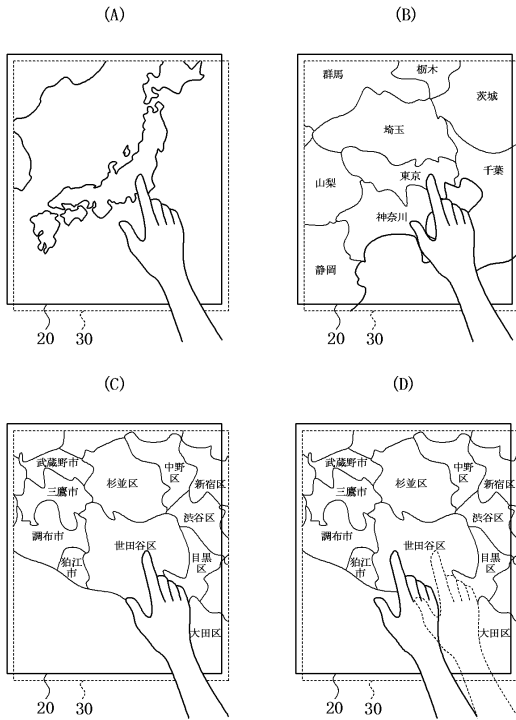 (A)
20
30
(B)
群馬
栃木
茨城
埼玉
山梨
東京
千葉
神奈川
静岡
20
30
(C)
武蔵野市
三鷹市
調布市
狛江
市
杉並区
中野
区
新宿区
渋谷区
世田谷区
目黒
区
大田区
20
30
(D)
武蔵野市
三鷹市
調布市
狛江
市
杉並区
中野
区
新宿区
渋谷区
世田谷区
目黒
区
大田区
20
30